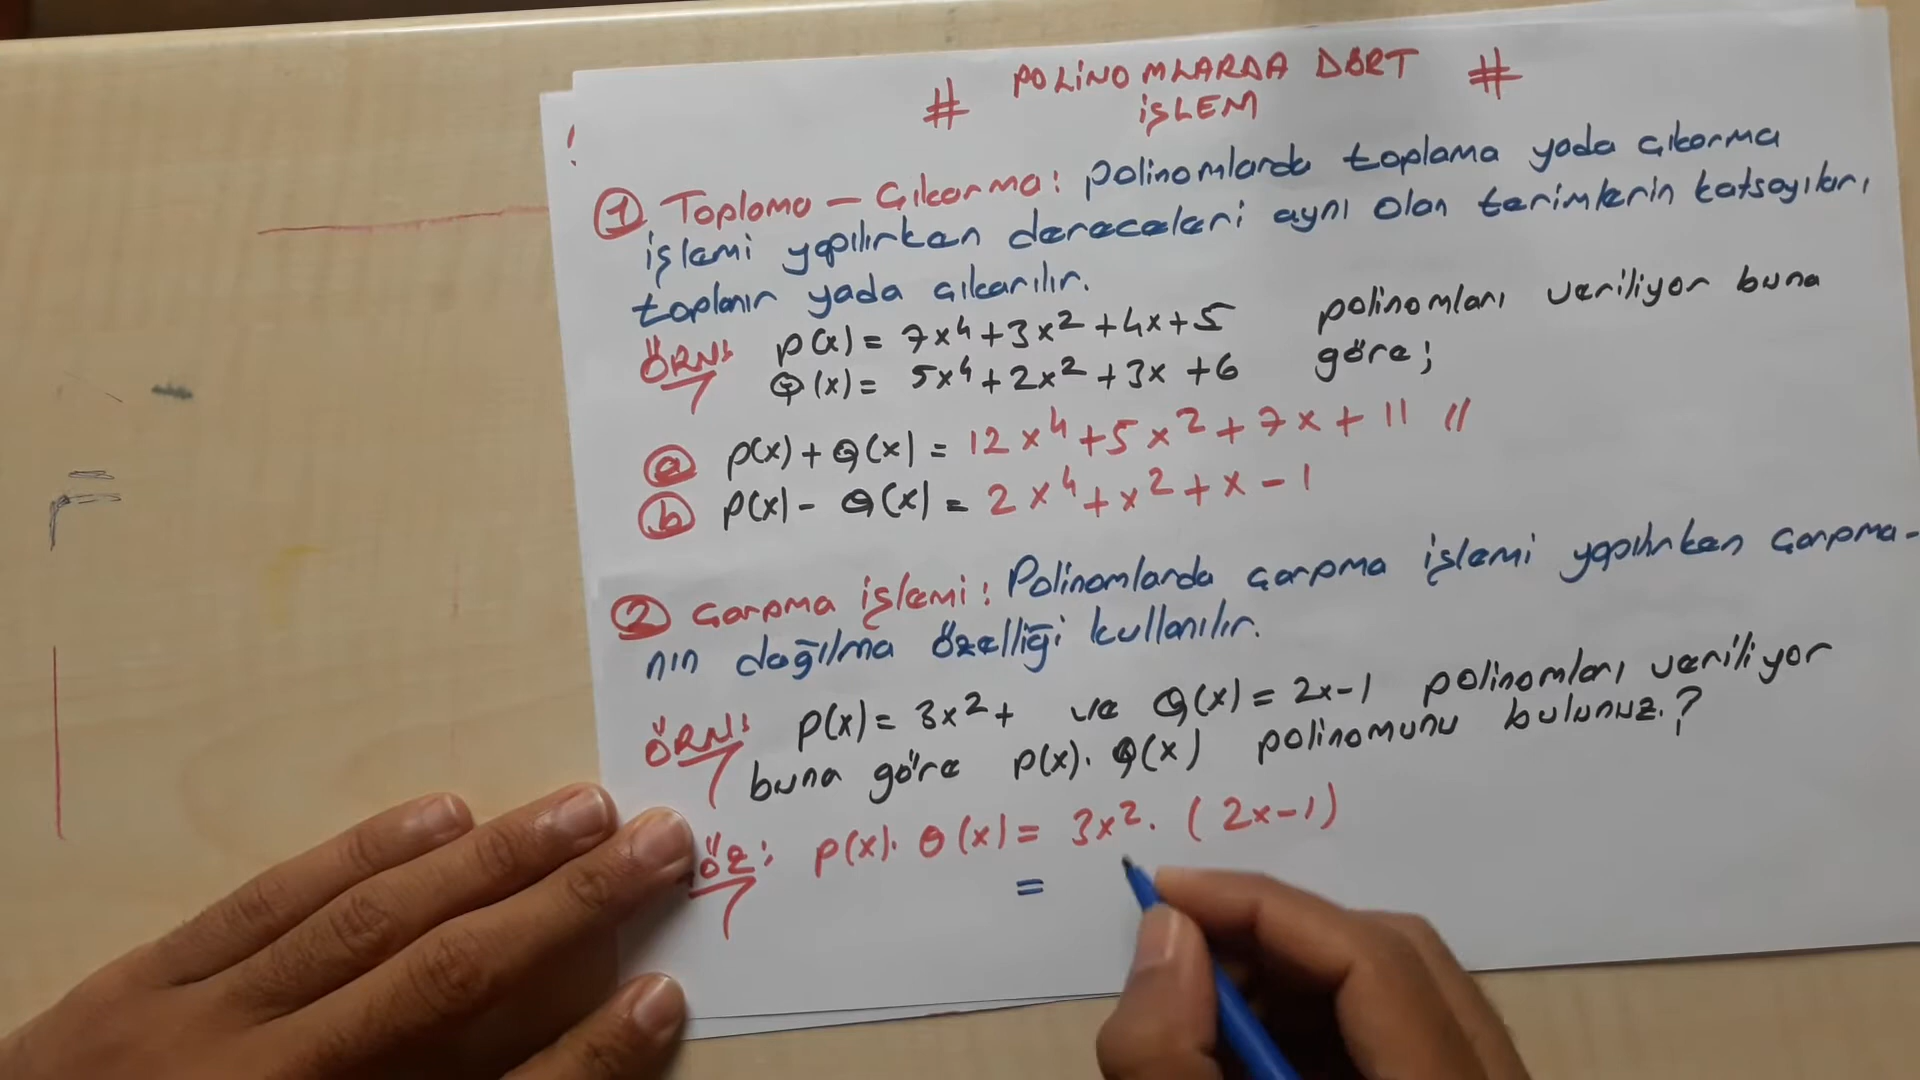 # POLİNOMLARDA DÖRT #
İŞLEM
① Toplama - Çıkarma: polinomlarda toplama yada çıkarma
işlemi yapılırken dereceleri aynı olan terimlerin katsayıları
toplanır yada çıkarılır.
ÖRN: P(x) = 7x⁴+3x²+4x+5 polinomları veriliyor buna
Q(x) = 5x⁴+2x²+3x+6 göre;
ⓐ P(x)+Q(x) = 12x⁴+5x²+7x+11 //
ⓑ P(x)-Q(x) = 2x⁴+x²+x-1
② Çarpma işlemi: Polinomlarda çarpma işlemi yapılırken çarpma-
nın dağılma özelliği kullanılır.
ÖRN: P(x) = 3x²+ ve Q(x) = 2x-1 polinomları veriliyor
buna göre P(x).Q(x) polinomunu bulunuz.?
öz: P(x).Q(x) = 3x².(2x-1)
=